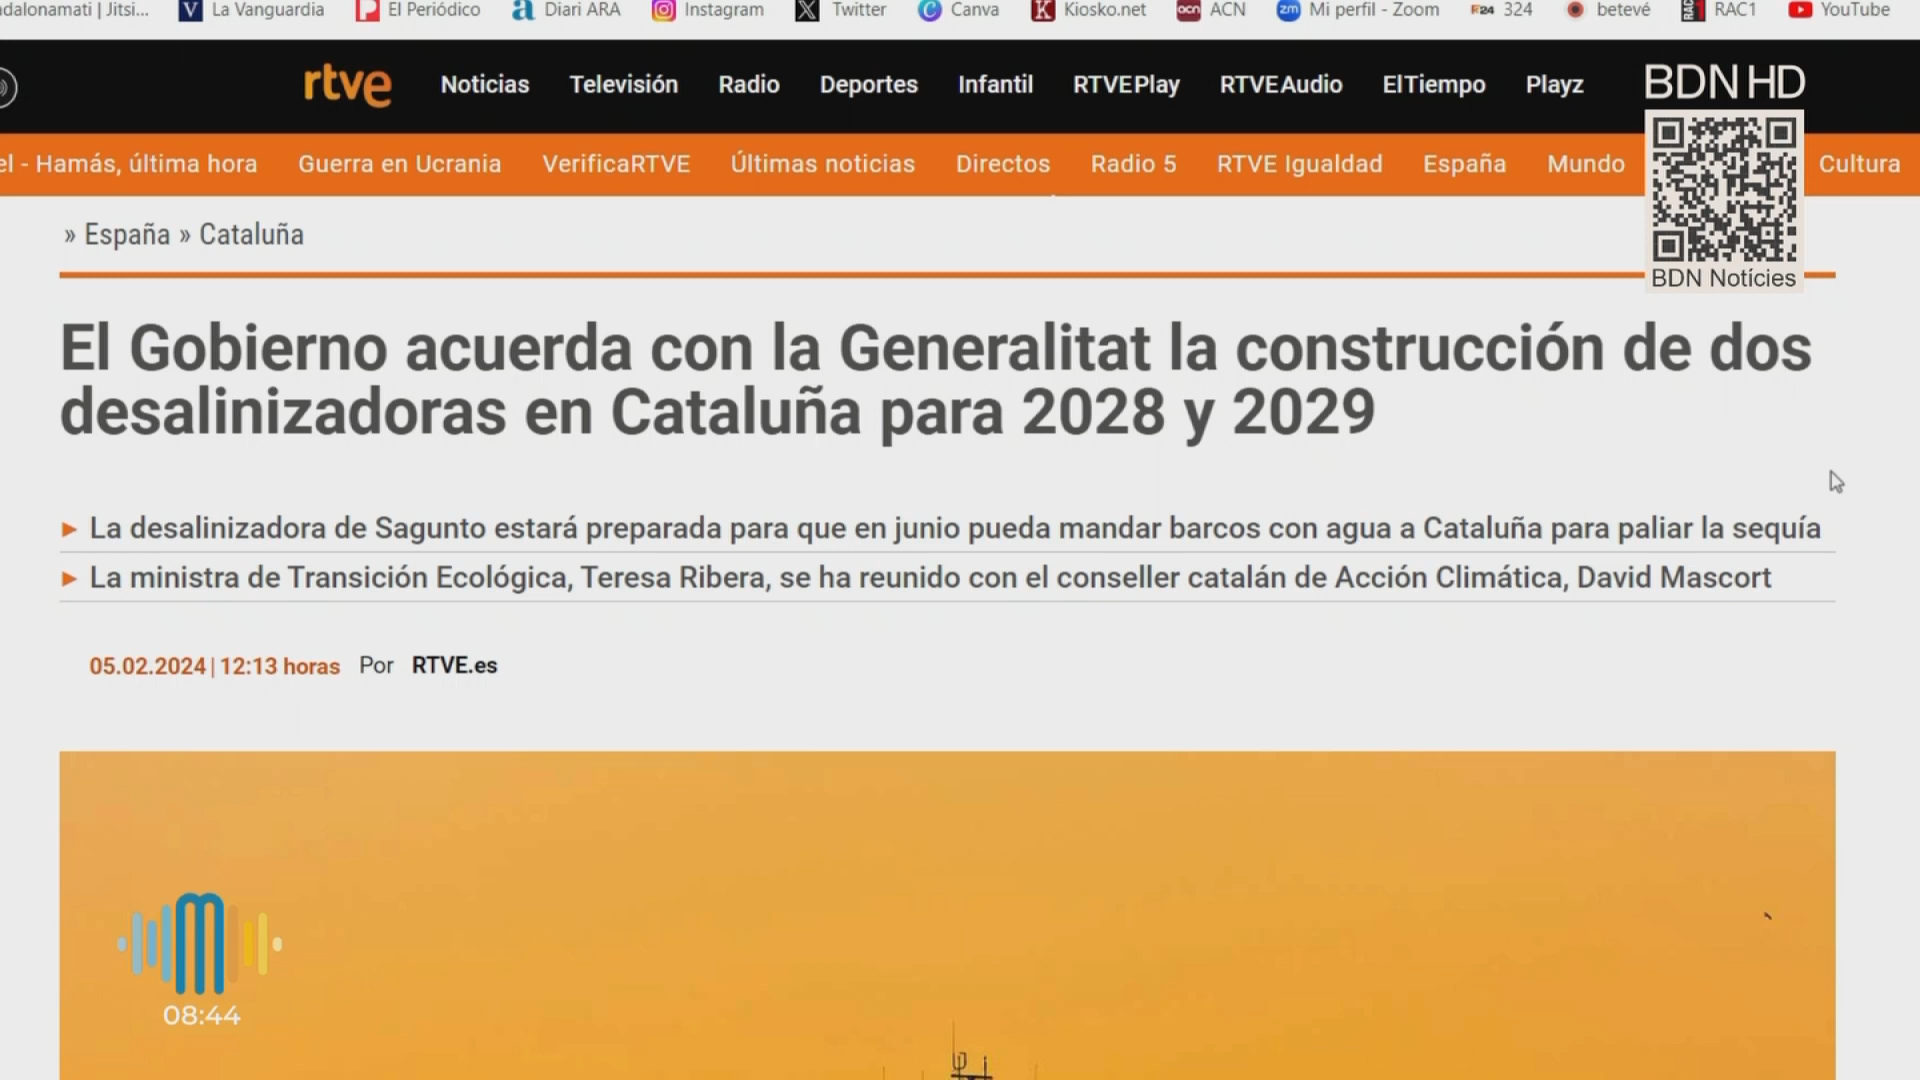 dalonamati | Jitsi... La Vanguardia El Periódico Diari ARA Instagram Twitter Canva Kiosko.net ACN Mi perfil - Zoom 324 betevé RAC1 YouTube
rtve Noticias Televisión Radio Deportes Infantil RTVEPlay RTVEAudio ElTiempo Playz
BDN HD
el - Hamás, última hora Guerra en Ucrania VerificaRTVE Últimas noticias Directos Radio 5 RTVE Igualdad España Mundo Cultura
» España » Cataluña
BDN Notícies
El Gobierno acuerda con la Generalitat la construcción de dos
desalinizadoras en Cataluña para 2028 y 2029
La desalinizadora de Sagunto estará preparada para que en junio pueda mandar barcos con agua a Cataluña para paliar la sequía
La ministra de Transición Ecológica, Teresa Ribera, se ha reunido con el conseller catalán de Acción Climática, David Mascort
05.02.2024 | 12:13 horas Por RTVE.es
m
08:44